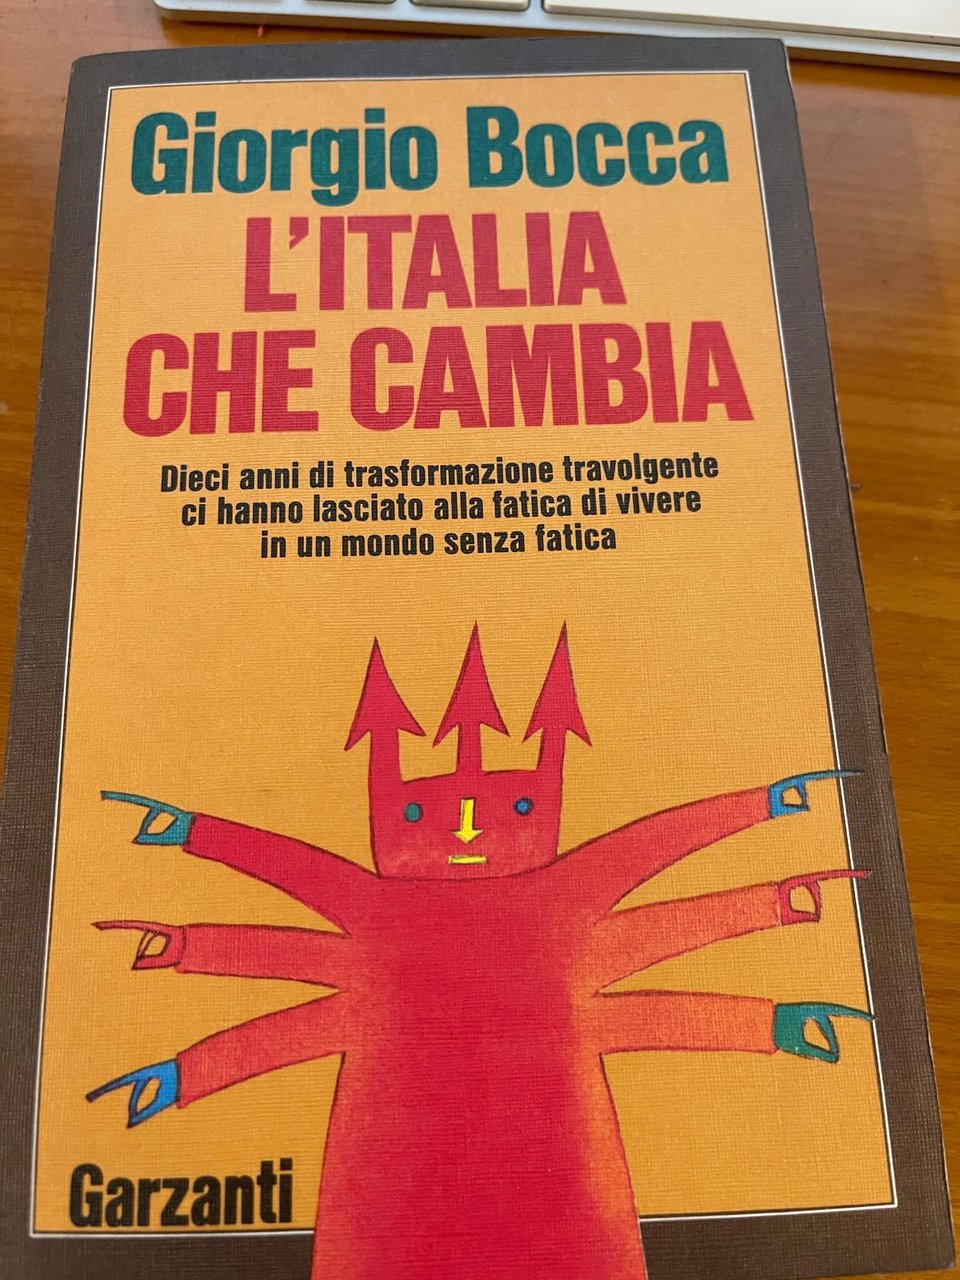 Giorgio Bocca
L'ITALIA
CHE CAMBIA
Dieci anni di trasformazione travolgente
ci hanno lasciato alla fatica di vivere
in un mondo senza fatica
Garzanti